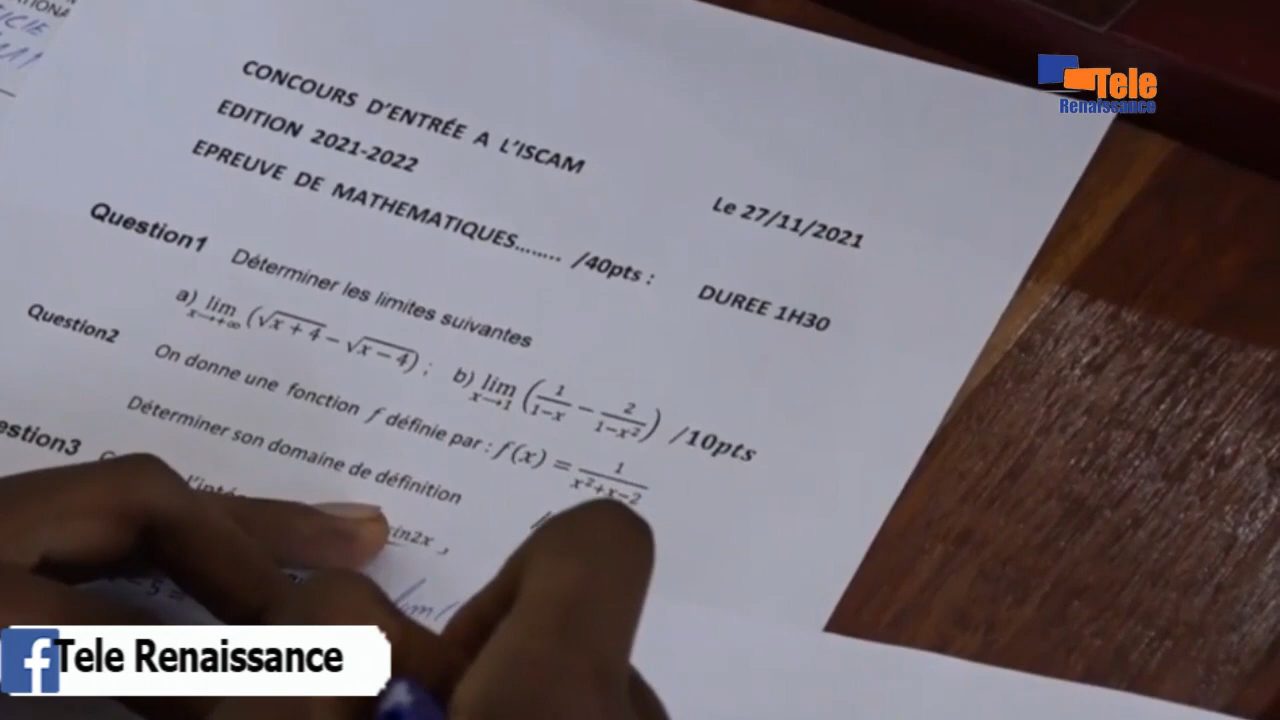 Tele
Renaissance
CONCOURS D'ENTRÉE A L'ISCAM
EDITION 2021-2022
Le 27/11/2021
EPREUVE DE MATHEMATIQUES........ /40pts :
DUREE 1H30
Question1 Déterminer les limites suivantes
a) lim x→+∞ (√x + 4 − √x − 4) ; b) lim x→1 (1/1−x − 2/1−x²) /10pts
Question2 On donne une fonction f définie par : f(x) = 1/x²+x−2
Déterminer son domaine de définition
estion3
sin2x ,
Tele Renaissance